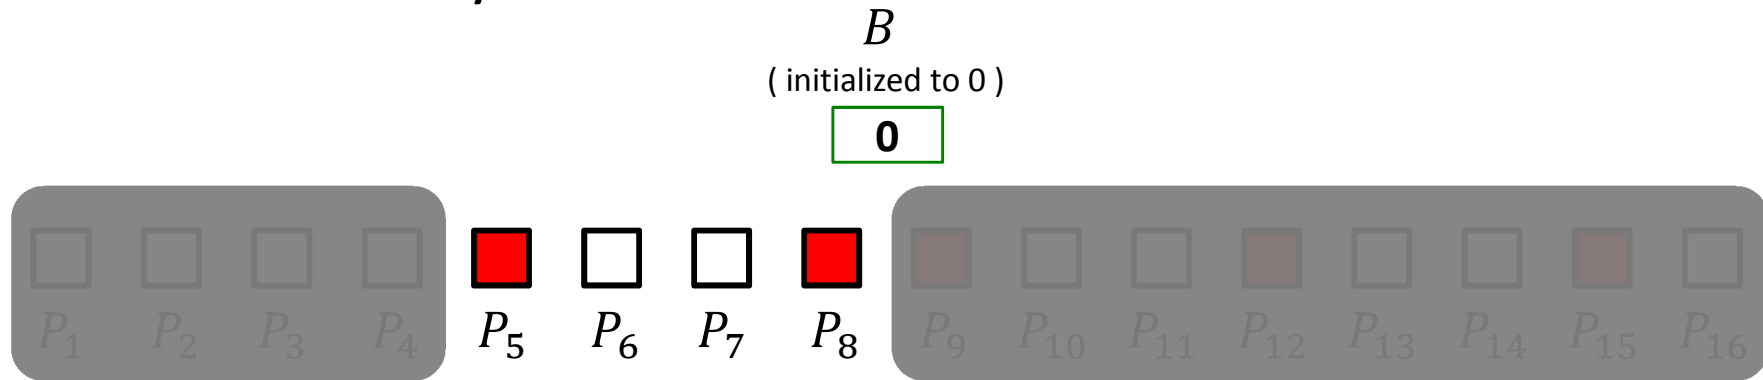 B
( initialized to 0 )
0
P₁ P₂ P₃ P₄ P₅ P₆ P₇ P₈ P₉ P₁₀ P₁₁ P₁₂ P₁₃ P₁₄ P₁₅ P₁₆